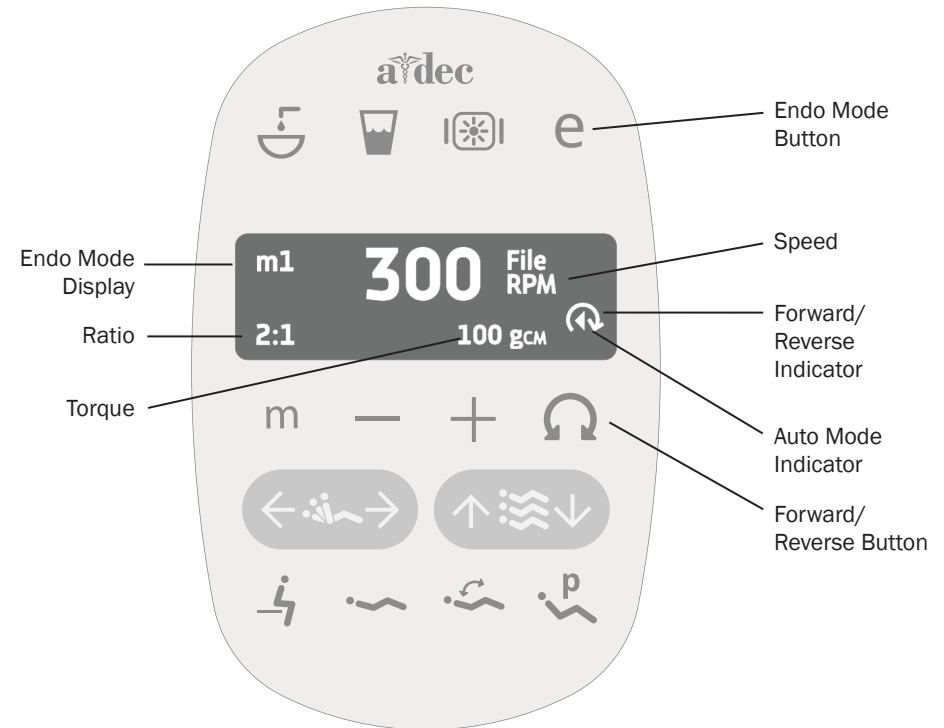 a dec
e
Endo Mode
Button
Endo Mode
Display
m1
300
File
RPM
Speed
Ratio
2:1
100 gCM
Forward/
Reverse
Indicator
Torque
m
Auto Mode
Indicator
Forward/
Reverse Button
p